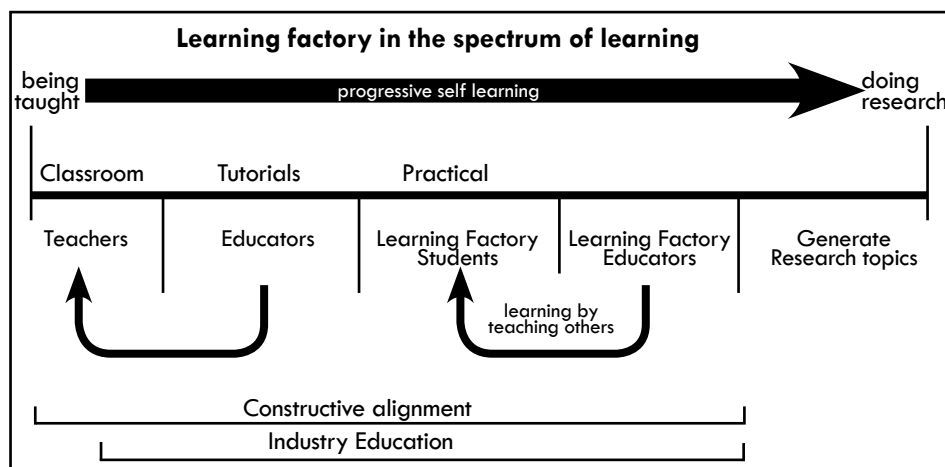 Learning factory in the spectrum of learning
being
taught
progressive self learning
doing
research
Classroom
Tutorials
Practical
Teachers
Educators
Learning Factory
Students
Learning Factory
Educators
Generate
Research topics
learning by
teaching others
Constructive alignment
Industry Education